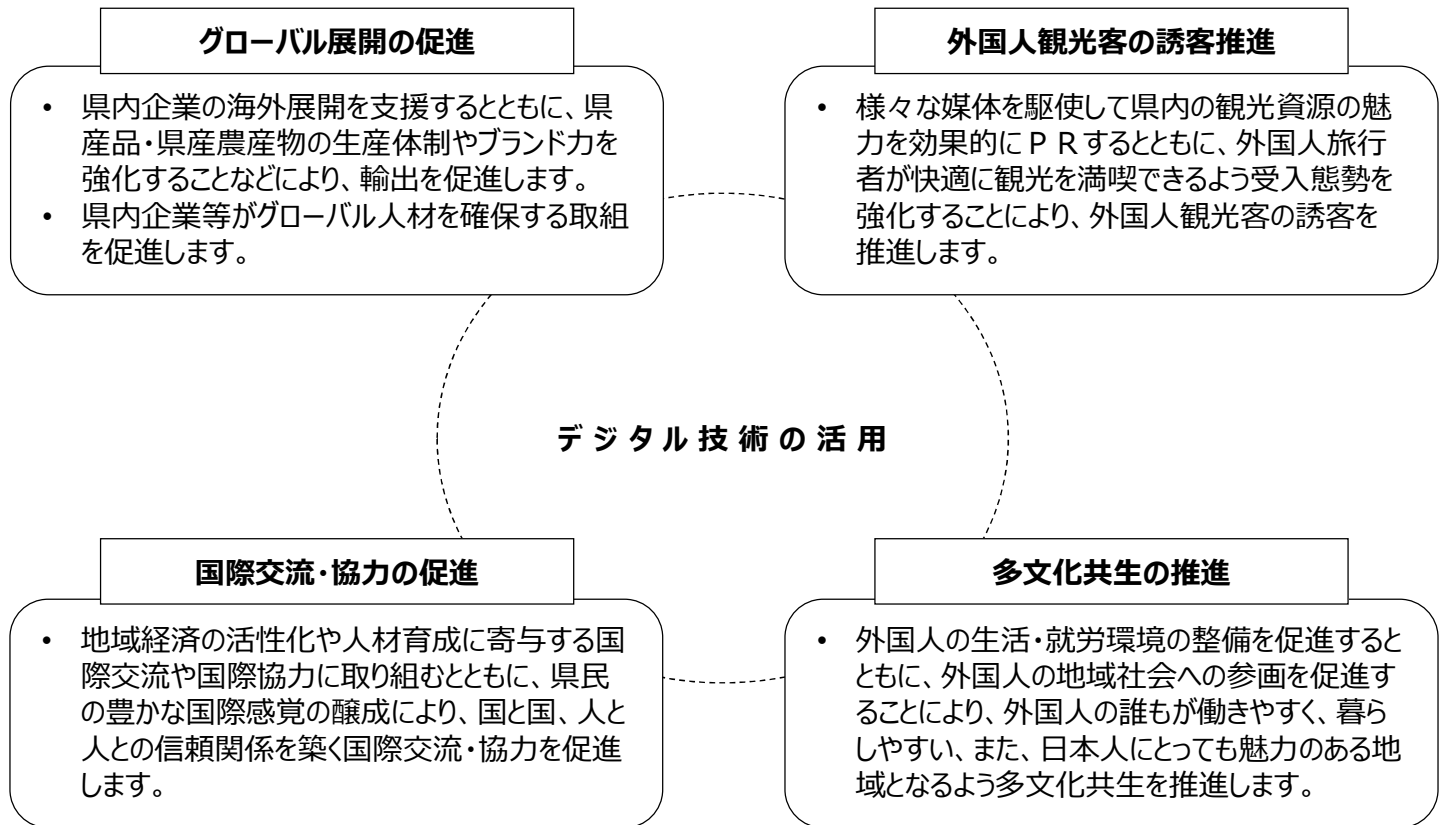 グローバル展開の促進
• 県内企業の海外展開を支援するとともに、県
産品・県産農産物の生産体制やブランド力を
強化することなどにより、輸出を促進します。
• 県内企業等がグローバル人材を確保する取組
を促進します。
外国人観光客の誘客推進
• 様々な媒体を駆使して県内の観光資源の魅
力を効果的にＰＲするとともに、外国人旅行
者が快適に観光を満喫できるよう受入態勢を
強化することにより、外国人観光客の誘客を
推進します。
デジタル技術の活用
国際交流・協力の促進
• 地域経済の活性化や人材育成に寄与する国
際交流や国際協力に取り組むとともに、県民
の豊かな国際感覚の醸成により、国と国、人と
人との信頼関係を築く国際交流・協力を促進
します。
多文化共生の推進
• 外国人の生活・就労環境の整備を促進すると
ともに、外国人の地域社会への参画を促進す
ることにより、外国人の誰もが働きやすく、暮ら
しやすい、また、日本人にとっても魅力のある地
域となるよう多文化共生を推進します。